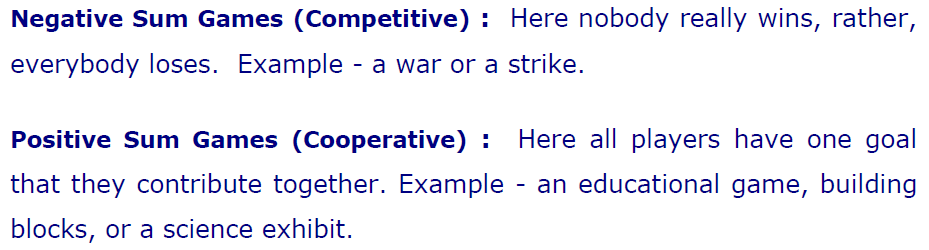 Negative Sum Games (Competitive) : Here nobody really wins, rather,
everybody loses. Example - a war or a strike.
Positive Sum Games (Cooperative) : Here all players have one goal
that they contribute together. Example - an educational game, building
blocks, or a science exhibit.